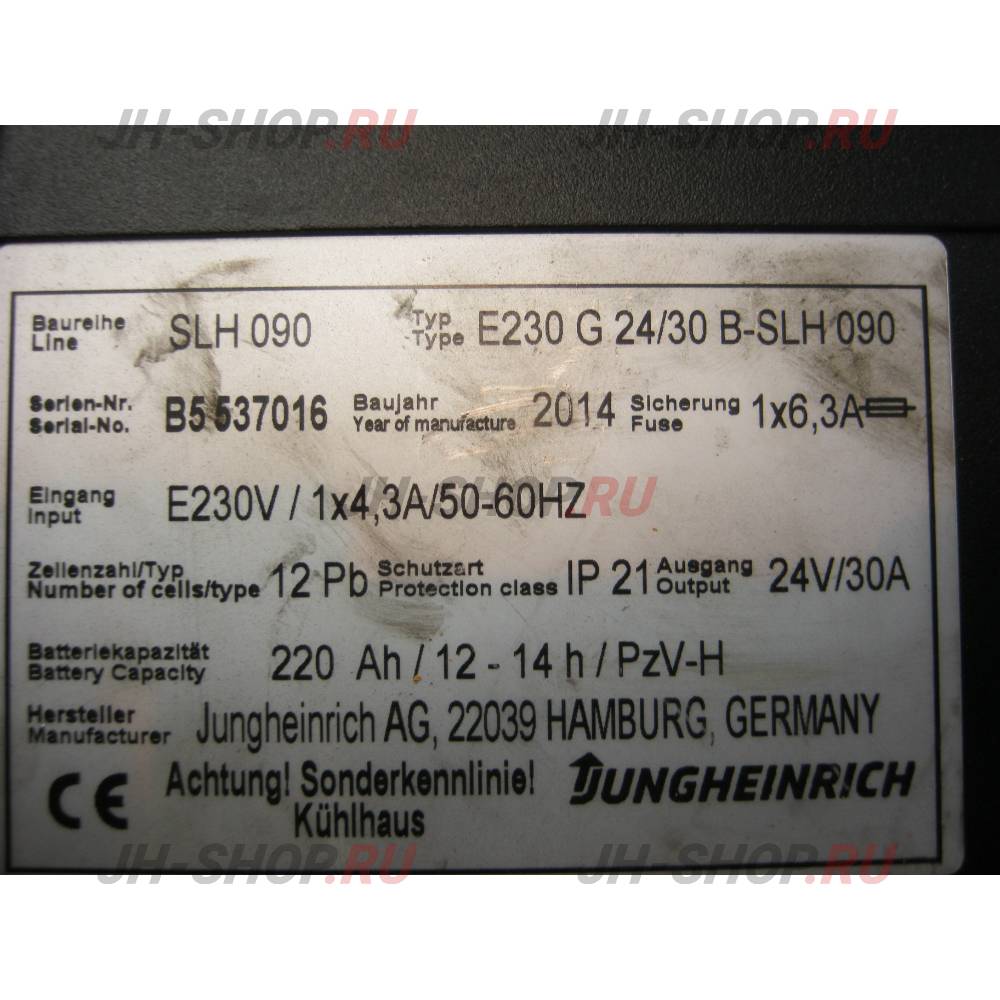 JH-SHOP.RU JH-SHOP.RU
Baureihe Typ
Line SLH 090 Type E230 G 24/30 B-SLH 090
Serien-Nr. Baujahr Sicherung
Serial-No. B5 537016 Year of manufacture 2014 Fuse 1x6,3A
JH-SHOP.RU
Eingang
Input E230V / 1x4,3A/50-60HZ
Zellenzahl/Typ Schutzart Ausgang
Number of cells/type 12 Pb Protection class IP 21 Output 24V/30A
Batteriekapazität
Battery Capacity 220 Ah / 12 - 14 h / PzV-H
Hersteller
Manufacturer Jungheinrich AG, 22039 HAMBURG, GERMANY
CE Achtung! Sonderkennlinie! JUNGHEINRICH
Kühlhaus
JH-SHOP.RU JH-SHOP.RU